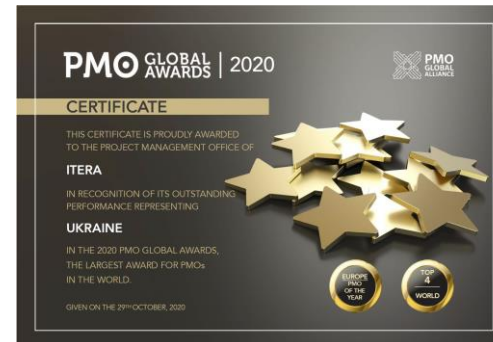 PMO GLOBAL AWARDS | 2020
PMO GLOBAL ALLIANCE
CERTIFICATE
THIS CERTIFICATE IS PROUDLY AWARDED
TO THE PROJECT MANAGEMENT OFFICE OF
ITERA
IN RECOGNITION OF ITS OUTSTANDING
PERFORMANCE REPRESENTING
UKRAINE
IN THE 2020 PMO GLOBAL AWARDS,
THE LARGEST AWARD FOR PMOs
IN THE WORLD.
EUROPE
PMO
OF THE
YEAR
TOP
4
WORLD
GIVEN ON THE 29TH OCTOBER, 2020